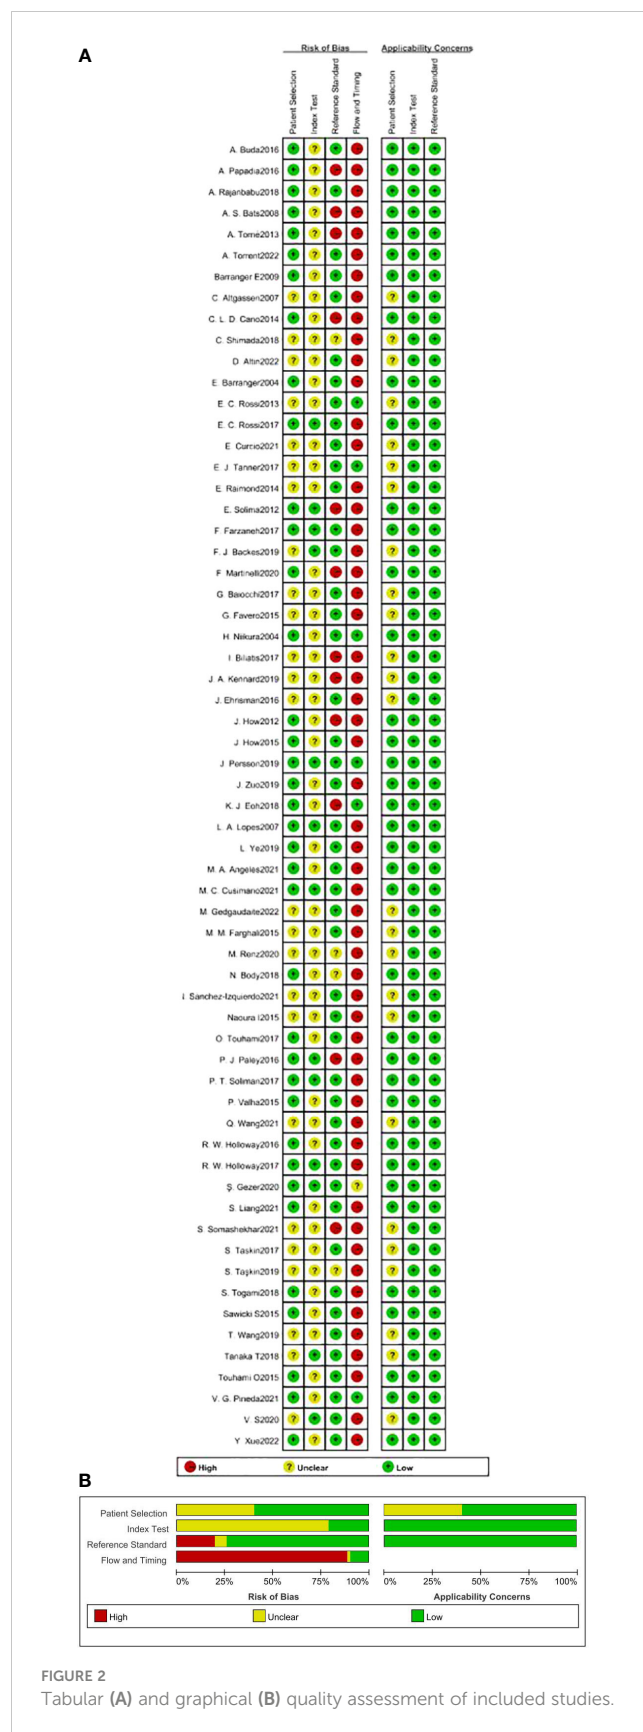 A
Risk of Bias
Applicability Concerns
Patient Selection
Index Test
Reference Standard
Flow and Timing
Patient Selection
Index Test
Reference Standard
A. Buda2016
A. Papadia2016
A. Rajanbabu2018
A. S. Bats2008
A. Torne2013
A. Torrent2022
Barranger E2009
C. Altgassen2007
C. L. D. Cano2014
C. Shimada2018
D. Altin2022
E. Barranger2004
E. C. Rossi2013
E. C. Rossi2017
E. Curcio2021
E. J. Tanner2017
E. Raimond2014
E. Solima2012
F. Farzaneh2017
F. J. Backes2019
F. Martinelli2020
G. Baiocchi2017
G. Favero2015
H. Niikura2004
I. Biliatis2017
J. A. Kennard2019
J. Ehrisman2016
J. How2012
J. How2015
J. Persson2019
J. Zuo2019
K. J. Eoh2018
L. A. Lopes2007
L. Ye2019
M. A. Angeles2021
M. C. Cusimano2021
M. Gedgaudaite2022
M. M. Farghali2015
M. Renz2020
N. Body2018
Sanchez-Izquierdo2021
Naoura I2015
O. Touhami2017
P. J. Paley2016
P. T. Soliman2017
P. Valha2015
Q. Wang2021
R. W. Holloway2016
R. W. Holloway2017
Ş. Gezer2020
S. Liang2021
S. Somashekhar2021
S. Taskin2017
S. Taşkin2019
S. Togami2018
Sawicki S2015
T. Wang2019
Tanaka T2018
Touhami O2015
V. G. Pineda2021
V. S2020
Y. Xue2022
High
? Unclear
+ Low
B
Patient Selection
Index Test
Reference Standard
Flow and Timing
0% 25% 50% 75% 100% 0% 25% 50% 75% 100%
Risk of Bias Applicability Concerns
High Unclear Low
FIGURE 2
Tabular (A) and graphical (B) quality assessment of included studies.